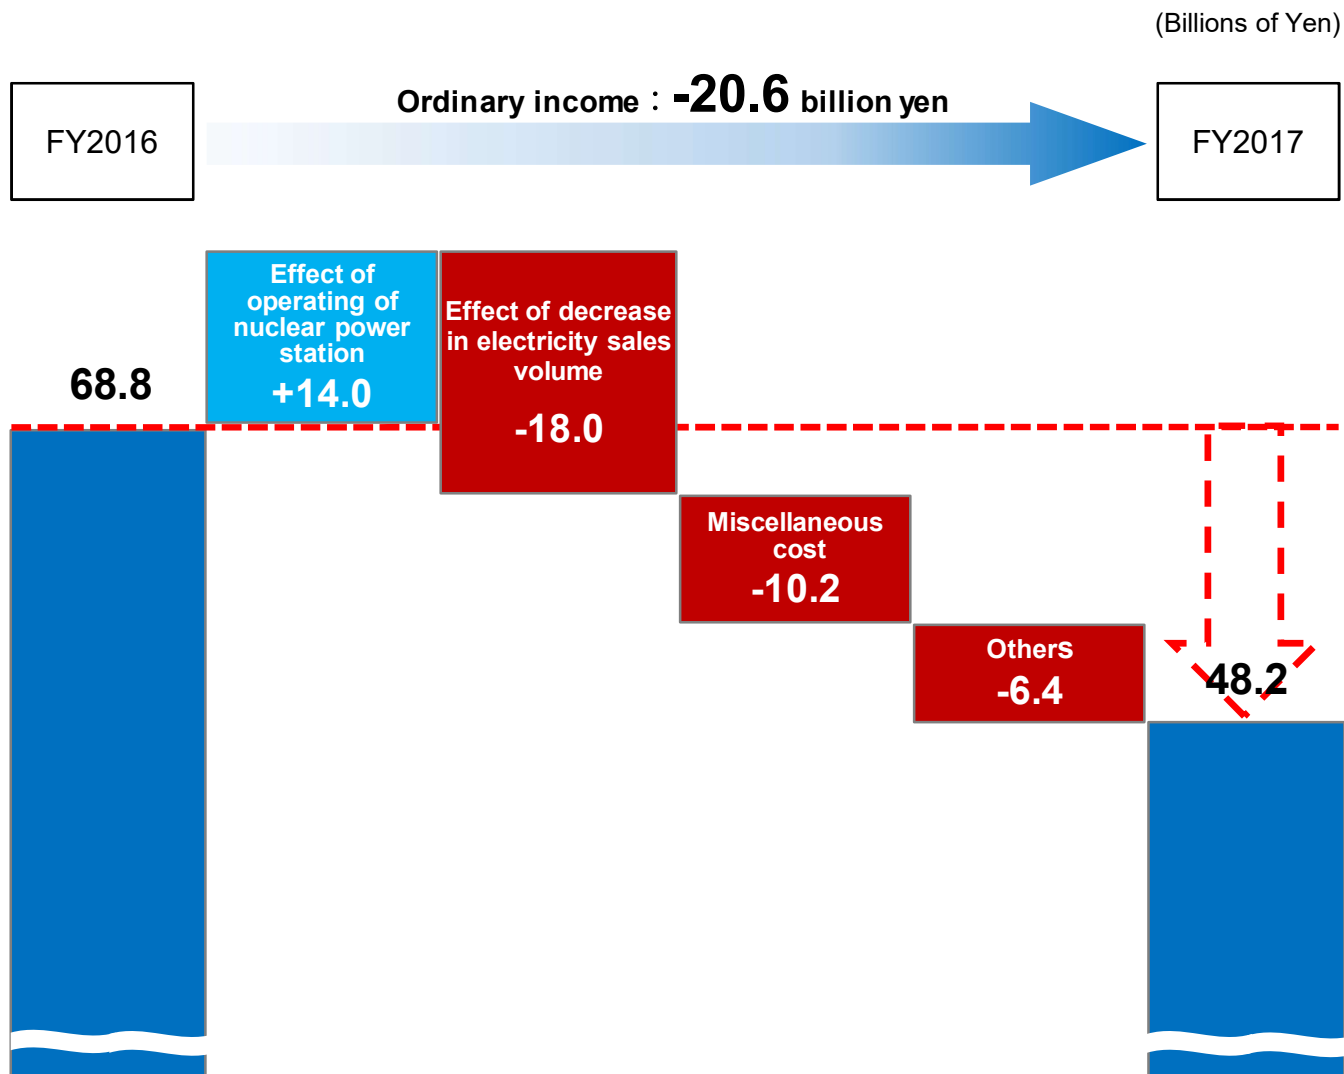 (Billions of Yen)
FY2016
Ordinary income : -20.6 billion yen
FY2017
68.8
Effect of
operating of
nuclear power
station
+14.0
Effect of decrease
in electricity sales
volume
-18.0
Miscellaneous
cost
-10.2
Others
-6.4
48.2